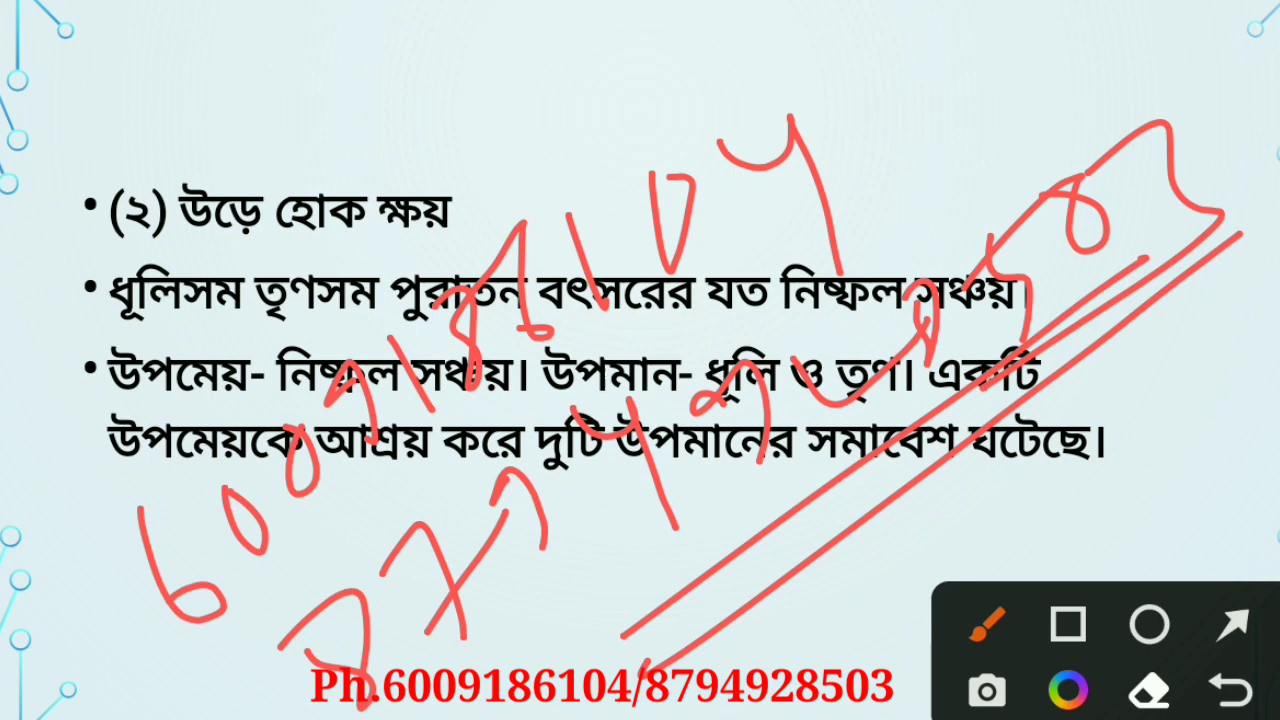 • (২) উড়ে হোক ক্ষয়
• ধূলিসম তৃণসম পুরাতন বৎসরের যত নিষ্ফল সঞ্চয়।
• উপমেয়- নিষ্ফল সঞ্চয়। উপমান- ধূলি ও তৃণ। একটি
উপমেয়কে আশ্রয় করে দুটি উপমানের সমাবেশ ঘটেছে।
6009186104
Ph.6009186104/8794928503